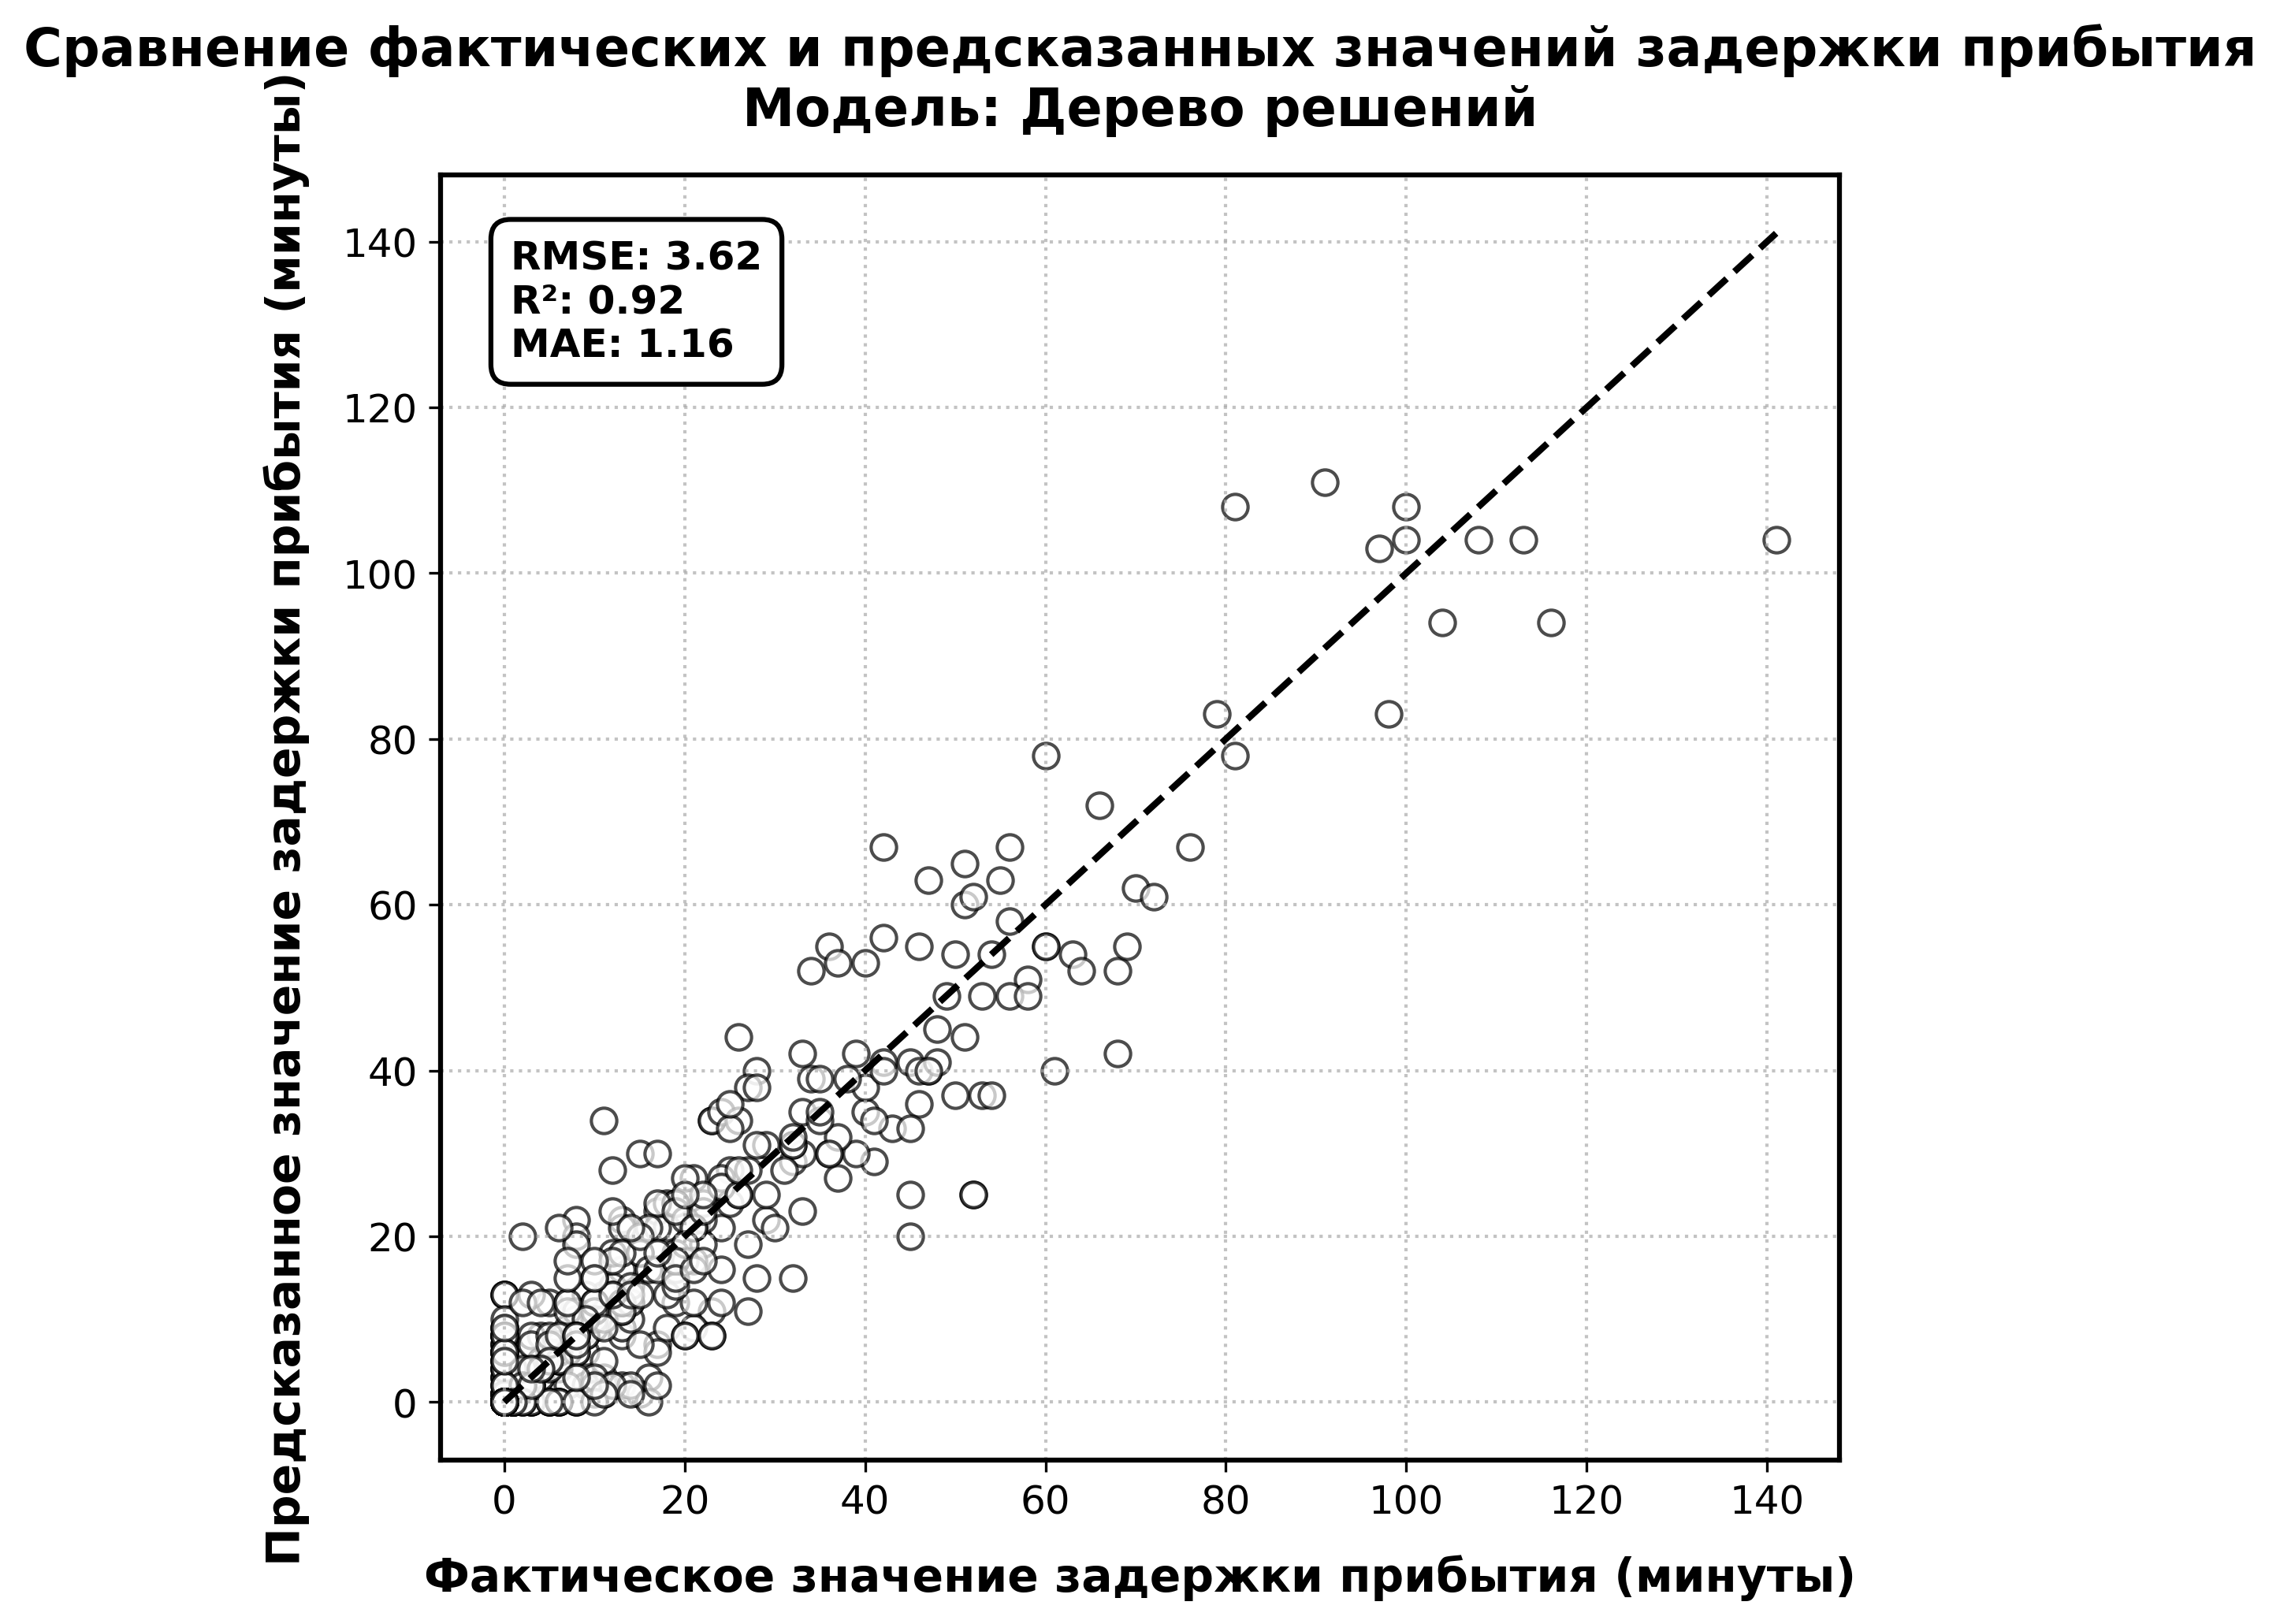 Сравнение фактических и предсказанных значений задержки прибытия
Модель: Дерево решений
Предсказанное значение задержки прибытия (минуты)
RMSE: 3.62
R²: 0.92
MAE: 1.16
140
120
100
80
60
40
20
0
0 20 40 60 80 100 120 140
Фактическое значение задержки прибытия (минуты)